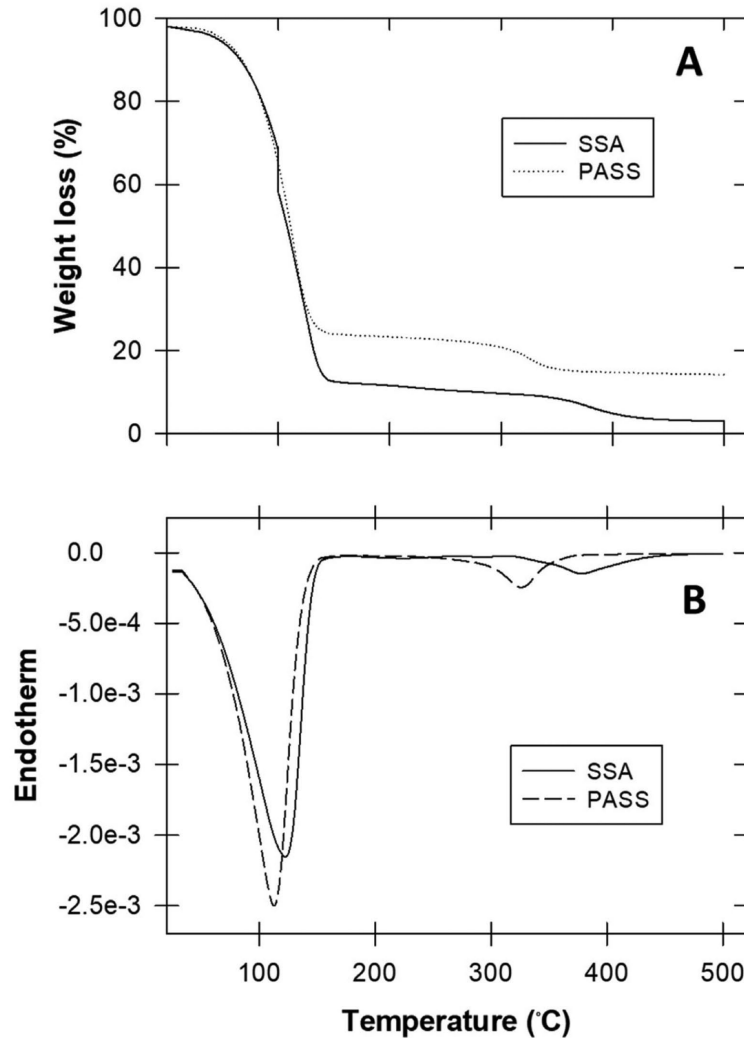 100
80
60
40
20
0
Weight loss (%)
A
SSA
PASS
0.0
-5.0e-4
-1.0e-3
-1.5e-3
-2.0e-3
-2.5e-3
Endotherm
B
SSA
PASS
100 200 300 400 500
Temperature (°C)